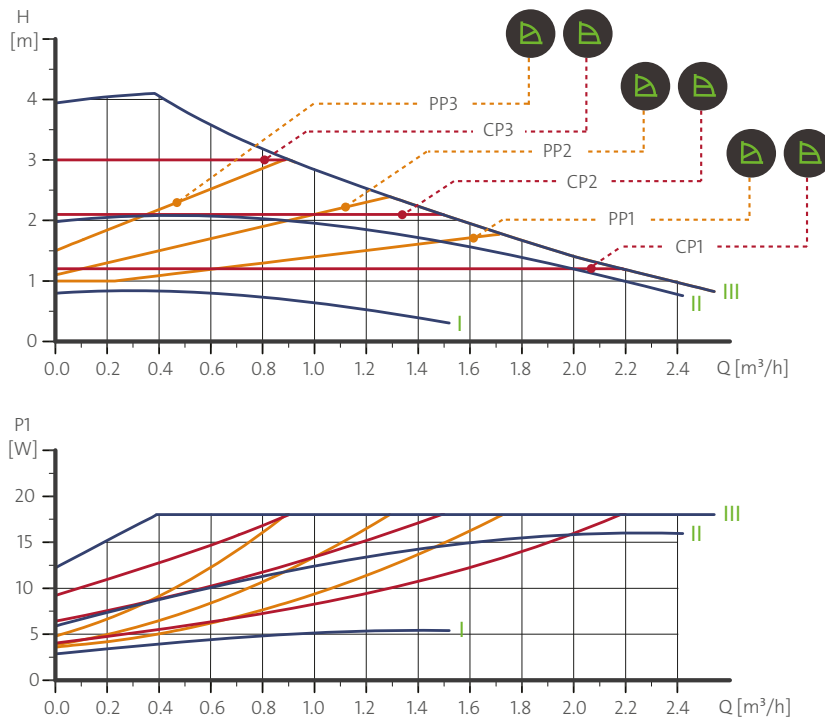 H
[m]
4
3
2
1
0
PP3
CP3
PP2
CP2
PP1
CP1
III
II
I
0.0 0.2 0.4 0.6 0.8 1.0 1.2 1.4 1.6 1.8 2.0 2.2 2.4 Q [m³/h]
P1
[W]
20
15
10
5
0
III
II
I
0.0 0.2 0.4 0.6 0.8 1.0 1.2 1.4 1.6 1.8 2.0 2.2 2.4 Q [m³/h]